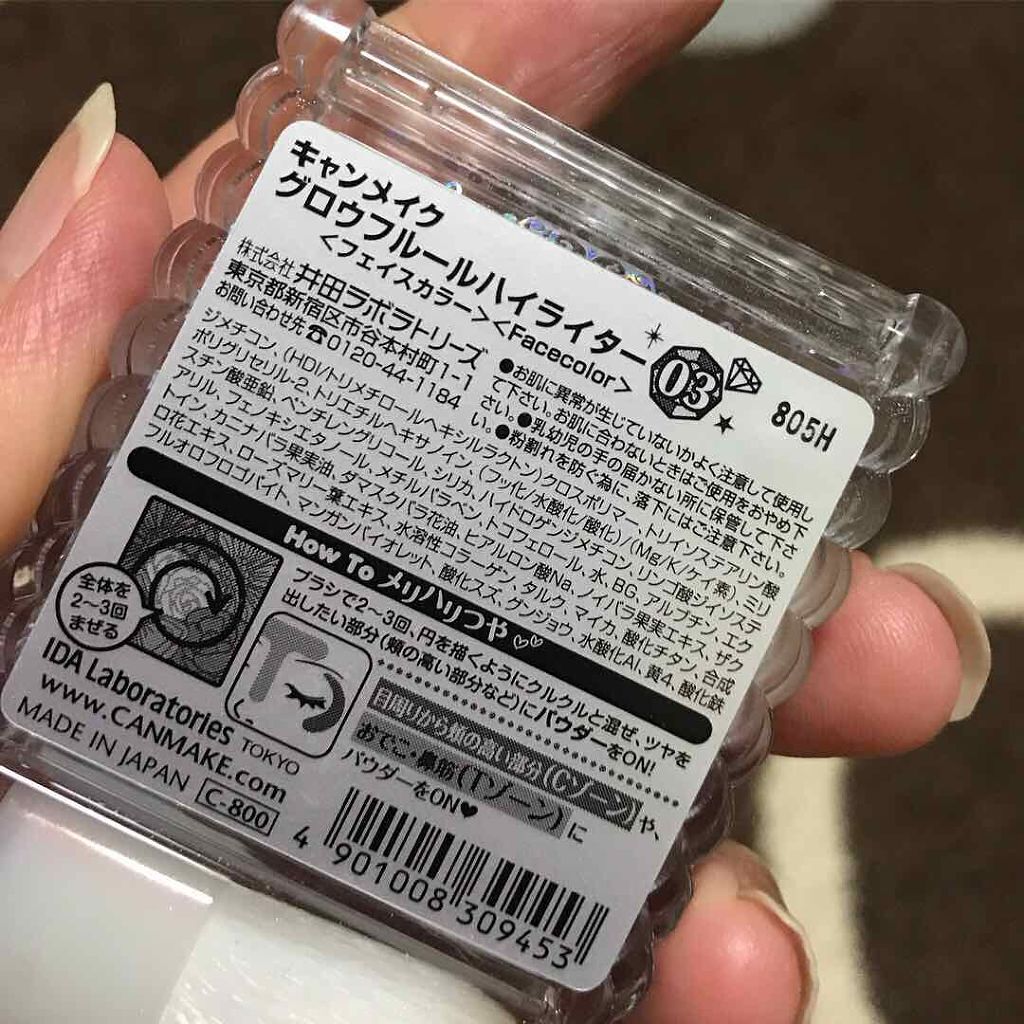 キャンメイク
グロウフルールハイライター
<フェイスカラー><Facecolor>
03
805H
株式会社 井田ラボラトリーズ
東京都新宿区市谷本村町1-1
お問い合わせ先☎0120-44-1184
●お肌に異常が生じていないかよく注意して使用し
て下さい。お肌に合わないときはご使用をおやめ下
さい。●乳幼児の手の届かない所に保管して下さ
い。●粉割れを防ぐ為に、落下にはご注意下さい。
ジメチコン、(HDI/トリメチロールヘキシルラクトン)クロスポリマー、トリイソステアリン酸
ポリグリセリル-2、トリエチルヘキサノイン、(フッ化/水酸化/酸化)/(Mg/K/ケイ素)、ミリ
スチン酸亜鉛、ペンチレングリコール、シリカ、ハイドロゲンジメチコン、リンゴ酸ジイソステ
アリル、フェノキシエタノール、メチルパラベン、トコフェロール、水、BG、アルブチン、エク
トイン、カニナバラ果実油、ダマスクバラ花油、ヒアルロン酸Na、ノイバラ果実エキス、ザク
ロ花エキス、ローズマリー葉エキス、水溶性コラーゲン、タルク、マイカ、酸化チタン、合成
フルオロフロゴパイト、マンガンバイオレット、酸化スズ、グンジョウ、水酸化Al、黄4、酸化鉄
How To メリハリつや
全体を
2〜3回
まぜる
ブラシで2〜3回、円を描くようにクルクルと混ぜ、ツヤを
出したい部分(頬の高い部分など)にパウダーをON!
目周りから頬の高い部分(Cゾーン)や、
おでこ・鼻筋(Tゾーン)に
パウダーをON♥
IDA Laboratories TOKYO
www.CANMAKE.com
MADE IN JAPAN C-800
4 901008 309453